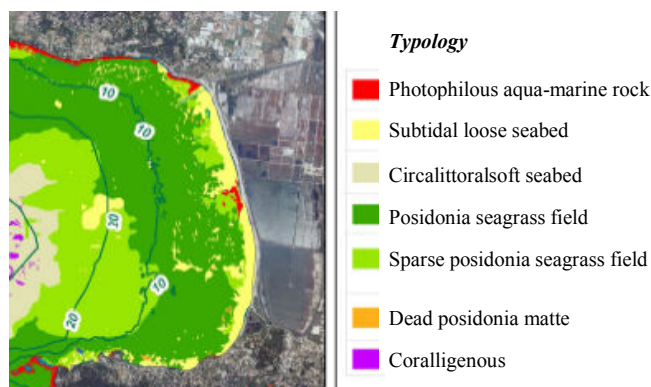 Typology
Photophilous aqua-marine rock
Subtidal loose seabed
Circalittoralsoft seabed
Posidonia seagrass field
Sparse posidonia seagrass field
Dead posidonia matte
Coralligenous
10
10
20
10
20